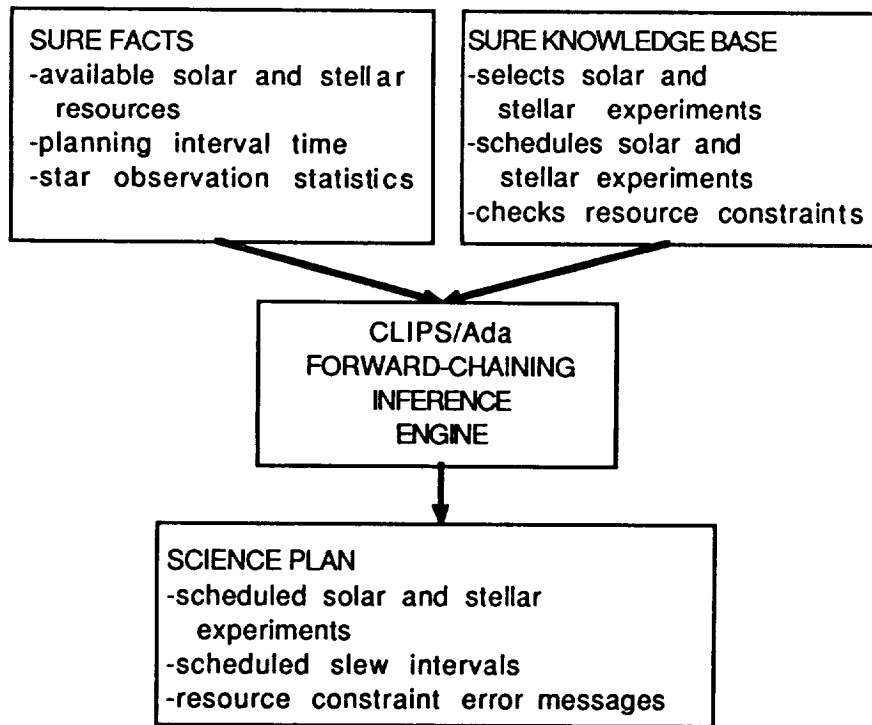 SURE FACTS
-available solar and stellar
resources
-planning interval time
-star observation statistics
SURE KNOWLEDGE BASE
-selects solar and
stellar experiments
-schedules solar and
stellar experiments
-checks resource constraints
CLIPS/Ada
FORWARD-CHAINING
INFERENCE
ENGINE
SCIENCE PLAN
-scheduled solar and stellar
experiments
-scheduled slew intervals
-resource constraint error messages